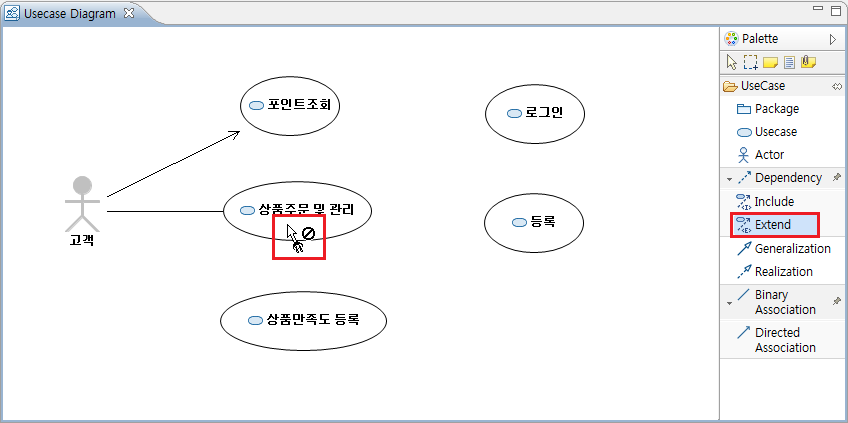 Usecase Diagram
Palette
UseCase
Package
Usecase
Actor
Dependency
Include
Extend
Generalization
Realization
Binary
Association
Directed
Association
포인트조회
로그인
상품주문 및 관리
등록
고객
상품만족도 등록